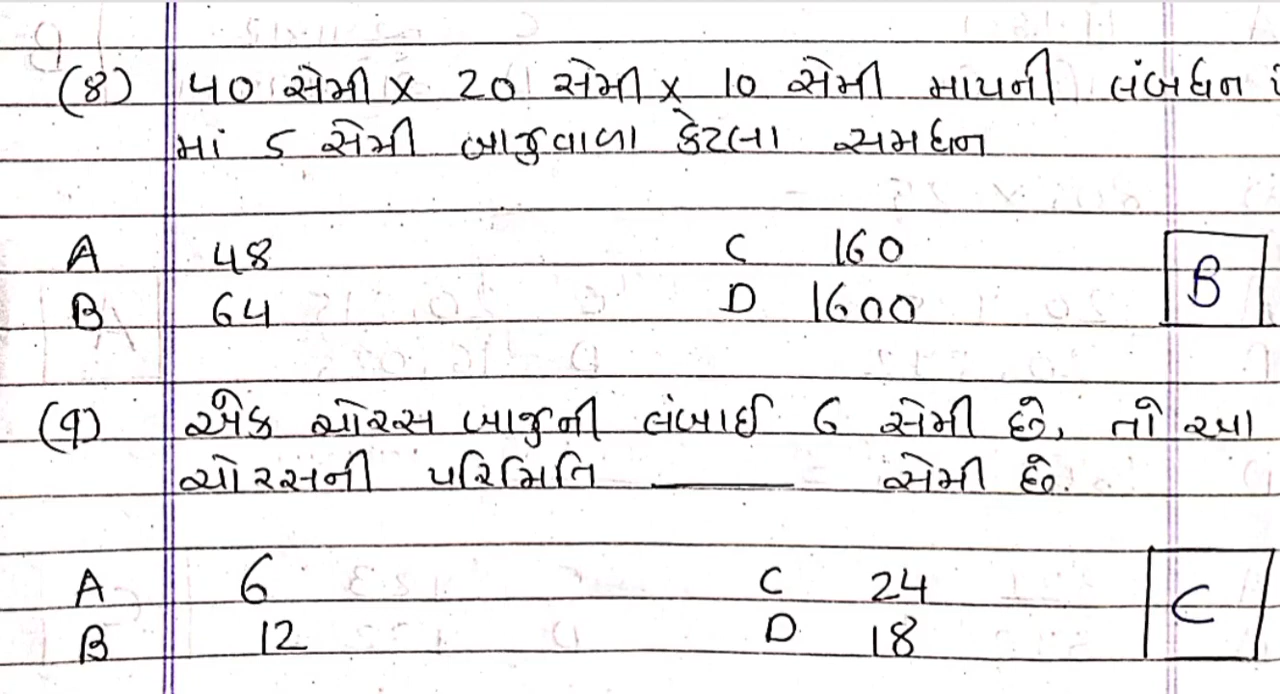 (8) 40 સેમી x 20 સેમી x 10 સેમી માપની લંબઘન
માં 5 સેમી બાજુવાળા કેટલા સમઘન
A 48 C 160
B 64 D 1600
B
(9) એક ચોરસ બાજુની લંબાઈ 6 સેમી છે, તો આ
ચોરસની પરિમિતિ ______ સેમી છે.
A 6 C 24
B 12 D 18
C